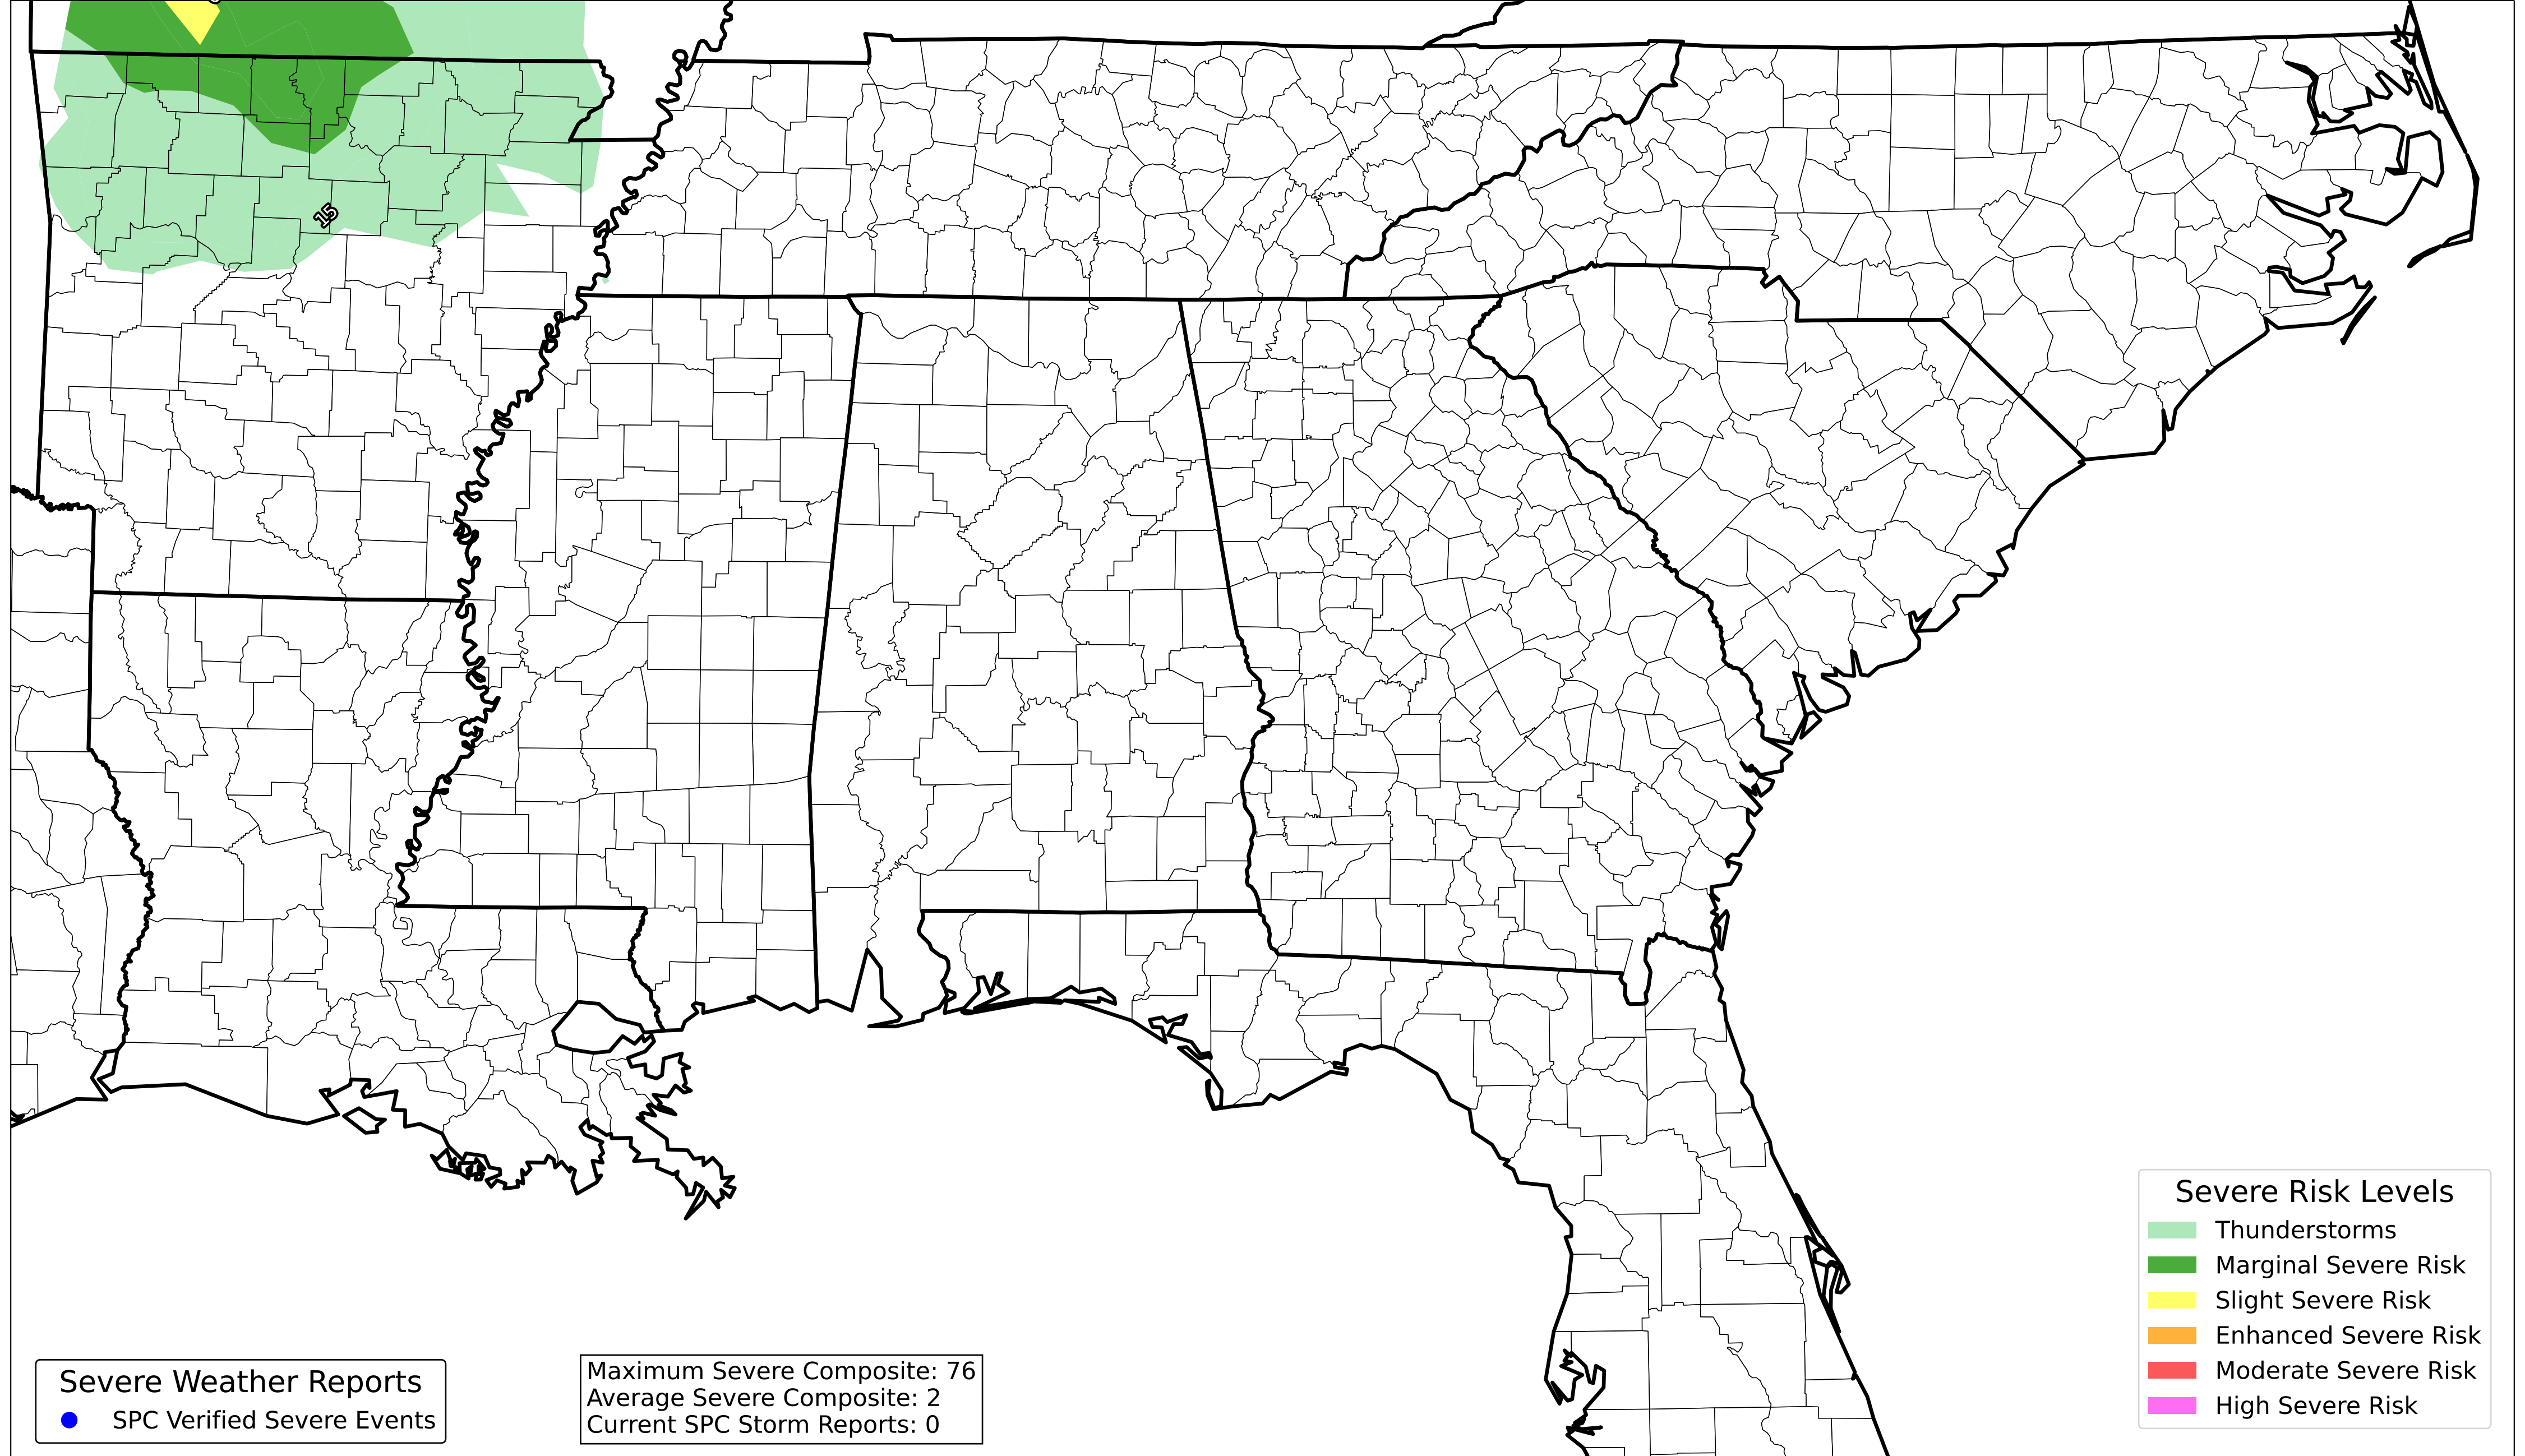 15
Severe Risk Levels
Thunderstorms
Marginal Severe Risk
Slight Severe Risk
Enhanced Severe Risk
Moderate Severe Risk
High Severe Risk
Severe Weather Reports
SPC Verified Severe Events
Maximum Severe Composite: 76
Average Severe Composite: 2
Current SPC Storm Reports: 0